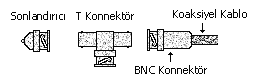 Koaksiyel Kablo
Sonlandırıcı T Konnektör
BNC Konnektör